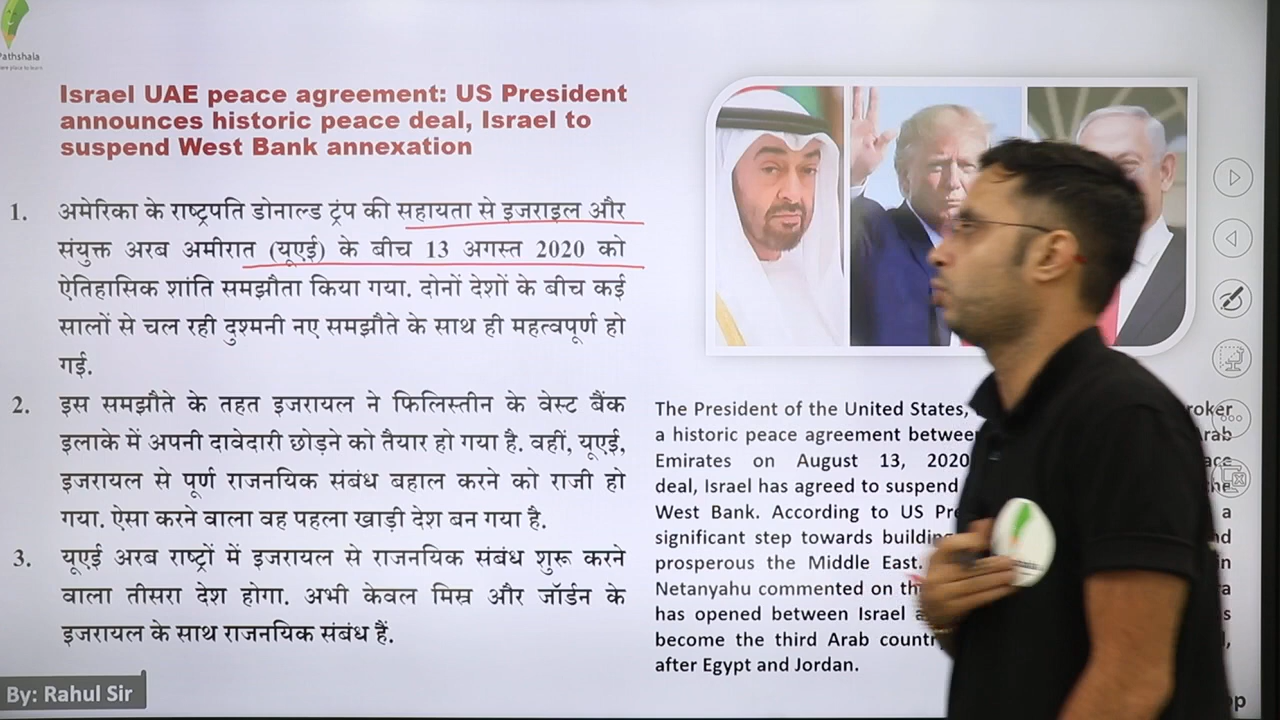 Pathshala
Israel UAE peace agreement: US President
announces historic peace deal, Israel to
suspend West Bank annexation
1. अमेरिका के राष्ट्रपति डोनाल्ड ट्रंप की सहायता से इजराइल और
संयुक्त अरब अमीरात (यूएई) के बीच 13 अगस्त 2020 को
ऐतिहासिक शांति समझौता किया गया. दोनों देशों के बीच कई
सालों से चल रही दुश्मनी नए समझौते के साथ ही महत्वपूर्ण हो
गई.
2. इस समझौते के तहत इजरायल ने फिलिस्तीन के वेस्ट बैंक
इलाके में अपनी दावेदारी छोड़ने को तैयार हो गया है. वहीं, यूएई,
इजरायल से पूर्ण राजनयिक संबंध बहाल करने को राजी हो
गया. ऐसा करने वाला वह पहला खाड़ी देश बन गया है.
3. यूएई अरब राष्ट्रों में इजरायल से राजनयिक संबंध शुरू करने
वाला तीसरा देश होगा. अभी केवल मिस्र और जॉर्डन के
इजरायल के साथ राजनयिक संबंध हैं.
The President of the United States,
a historic peace agreement between
Emirates on August 13, 2020
deal, Israel has agreed to suspend the
West Bank. According to US a
significant step towards building
prosperous the Middle East.
Netanyahu commented on
has opened between Israel
become the third Arab
after Egypt and Jordan.
By: Rahul Sir